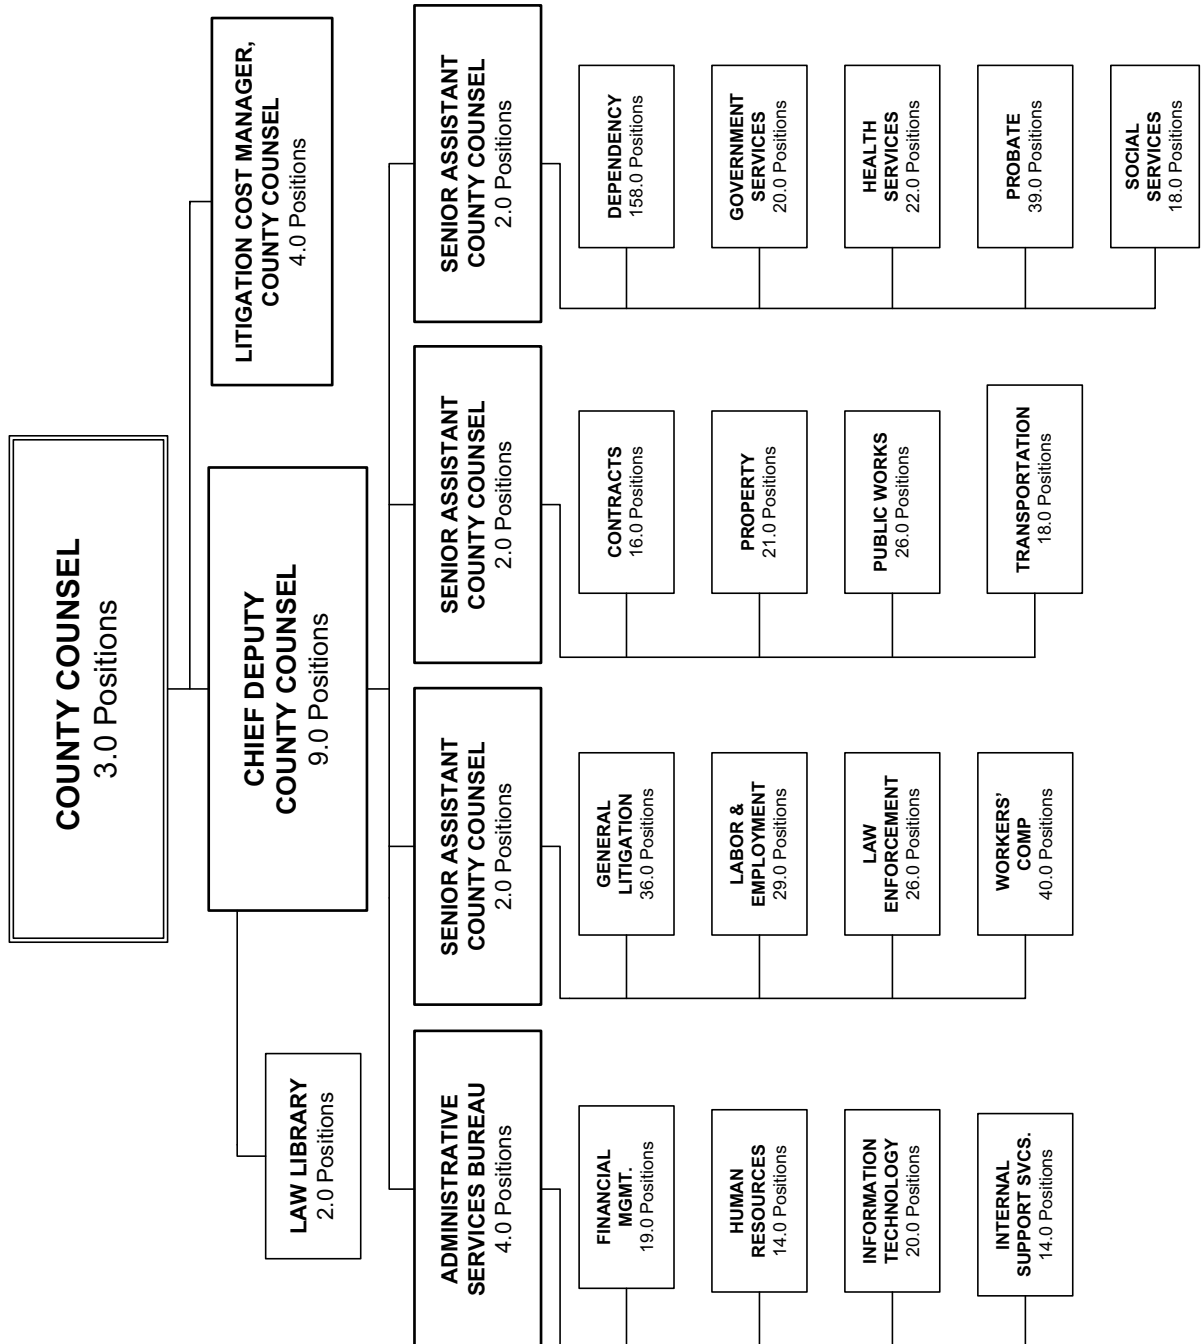 COUNTY COUNSEL
3.0 Positions
LITIGATION COST MANAGER,
COUNTY COUNSEL
4.0 Positions
CHIEF DEPUTY
COUNTY COUNSEL
9.0 Positions
LAW LIBRARY
2.0 Positions
ADMINISTRATIVE
SERVICES BUREAU
4.0 Positions
FINANCIAL
MGMT.
19.0 Positions
HUMAN
RESOURCES
14.0 Positions
INFORMATION
TECHNOLOGY
20.0 Positions
INTERNAL
SUPPORT SVCS.
14.0 Positions
SENIOR ASSISTANT
COUNTY COUNSEL
2.0 Positions
GENERAL
LITIGATION
36.0 Positions
LABOR &
EMPLOYMENT
29.0 Positions
LAW
ENFORCEMENT
26.0 Positions
WORKERS’
COMP
40.0 Positions
SENIOR ASSISTANT
COUNTY COUNSEL
2.0 Positions
CONTRACTS
16.0 Positions
PROPERTY
21.0 Positions
PUBLIC WORKS
26.0 Positions
TRANSPORTATION
18.0 Positions
SENIOR ASSISTANT
COUNTY COUNSEL
2.0 Positions
DEPENDENCY
158.0 Positions
GOVERNMENT
SERVICES
20.0 Positions
HEALTH
SERVICES
22.0 Positions
PROBATE
39.0 Positions
SOCIAL
SERVICES
18.0 Positions